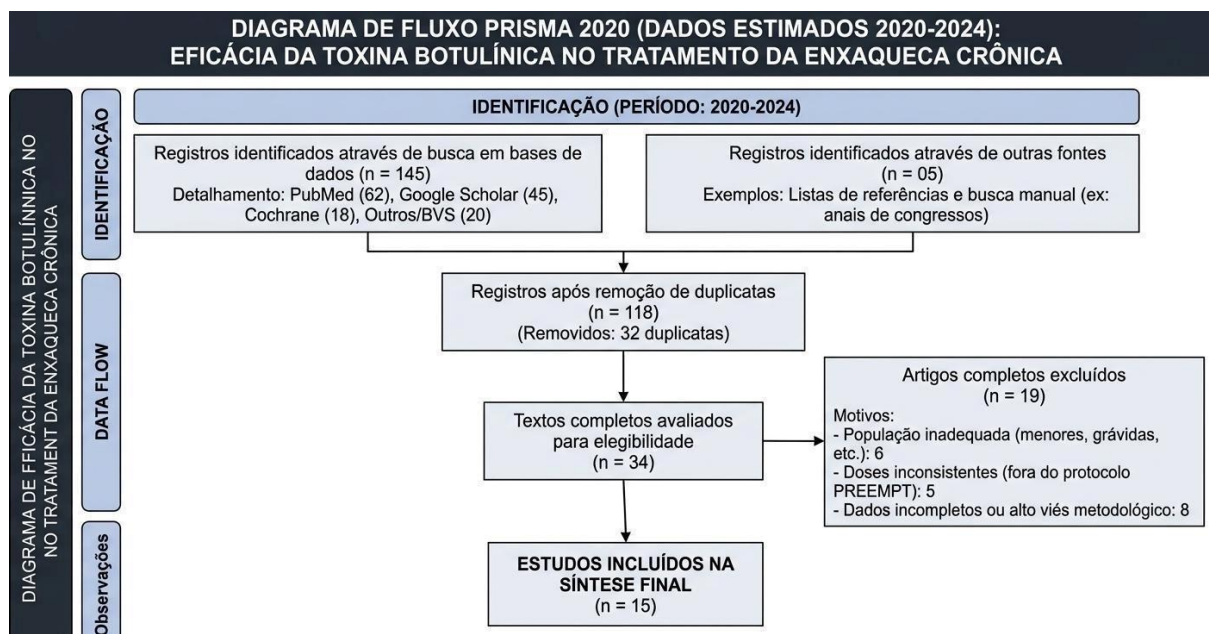 DIAGRAMA DE FLUXO PRISMA 2020 (DADOS ESTIMADOS 2020-2024):
EFICÁCIA DA TOXINA BOTULÍNICA NO TRATAMENTO DA ENXAQUECA CRÔNICA
DIAGRAMA DE FFICÁCIA DA TOXINA BOTULÍNNICA NO
NO TRATAMENT DA ENXAQUECA CRÔNICA
IDENTIFICAÇÃO
IDENTIFICAÇÃO (PERÍODO: 2020-2024)
Registros identificados através de busca em bases de
dados (n = 145)
Detalhamento: PubMed (62), Google Scholar (45),
Cochrane (18), Outros/BVS (20)
Registros identificados através de outras fontes
(n = 05)
Exemplos: Listas de referências e busca manual (ex:
anais de congressos)
DATA FLOW
Registros após remoção de duplicatas
(n = 118)
(Removidos: 32 duplicatas)
Textos completos avaliados
para elegibilidade
(n = 34)
Artigos completos excluídos
(n = 19)
Motivos:
- População inadequada (menores, grávidas,
etc.): 6
- Doses inconsistentes (fora do protocolo
PREEMPT): 5
- Dados incompletos ou alto viés metodológico: 8
Observações
ESTUDOS INCLUÍDOS NA
SÍNTESE FINAL
(n = 15)